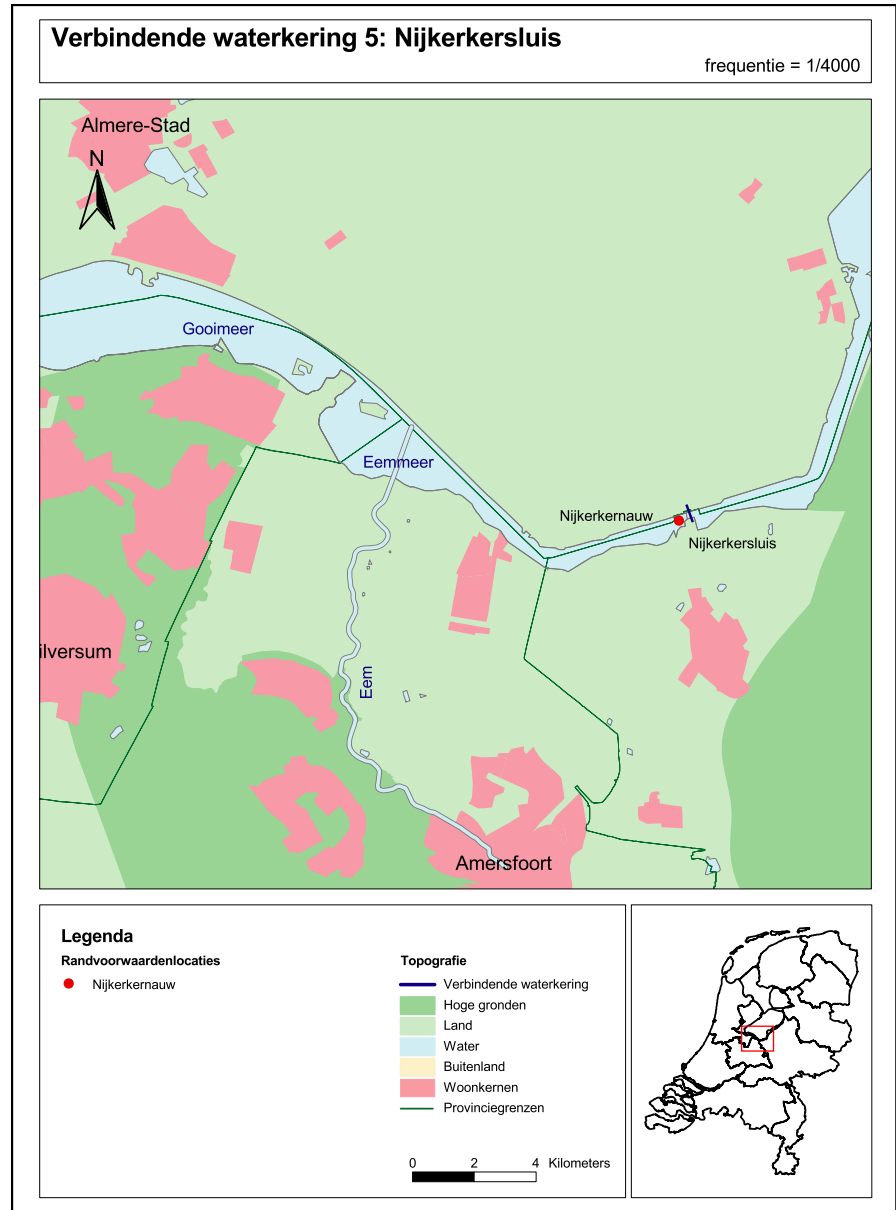 Verbindende waterkering 5: Nijkerkersluis
frequentie = 1/4000
Almere-Stad
N
Gooimeer
Eemmeer
Nijkerkernauw
Nijkerkersluis
ilversum
Eem
Amersfoort
Legenda
Randvoorwaardenlocaties
Nijkerkernauw
Topografie
Verbindende waterkering
Hoge gronden
Land
Water
Buitenland
Woonkernen
Provinciegrenzen
0 2 4 Kilometers